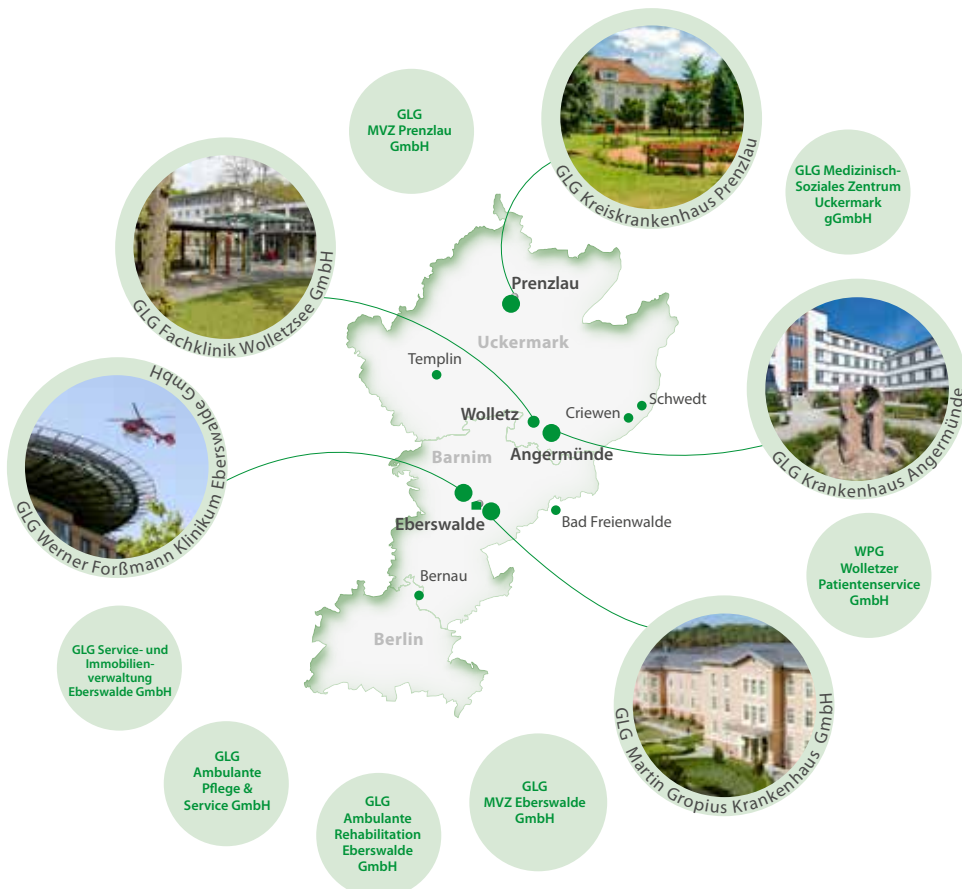 GLG
MVZ Prenzlau
GmbH
GLG Kreiskrankenhaus Prenzlau
GLG Medizinisch-
Soziales Zentrum
Uckermark
gGmbH
GLG Fachklinik Wolletzsee GmbH
Prenzlau
Uckermark
Templin
Schwedt
Criewen
Wolletz
Angermünde
GLG Krankenhaus Angermünde
Barnim
GLG Werner Forßmann Klinikum Eberswalde GmbH
Eberswalde
Bad Freienwalde
WPG
Wolletzer
Patientenservice
GmbH
Bernau
Berlin
GLG Service- und
Immobilien-
verwaltung
Eberswalde GmbH
GLG Martin Gropius Krankenhaus GmbH
GLG
Ambulante
Pflege &
Service GmbH
GLG
Ambulante
Rehabilitation
Eberswalde
GmbH
GLG
MVZ Eberswalde
GmbH